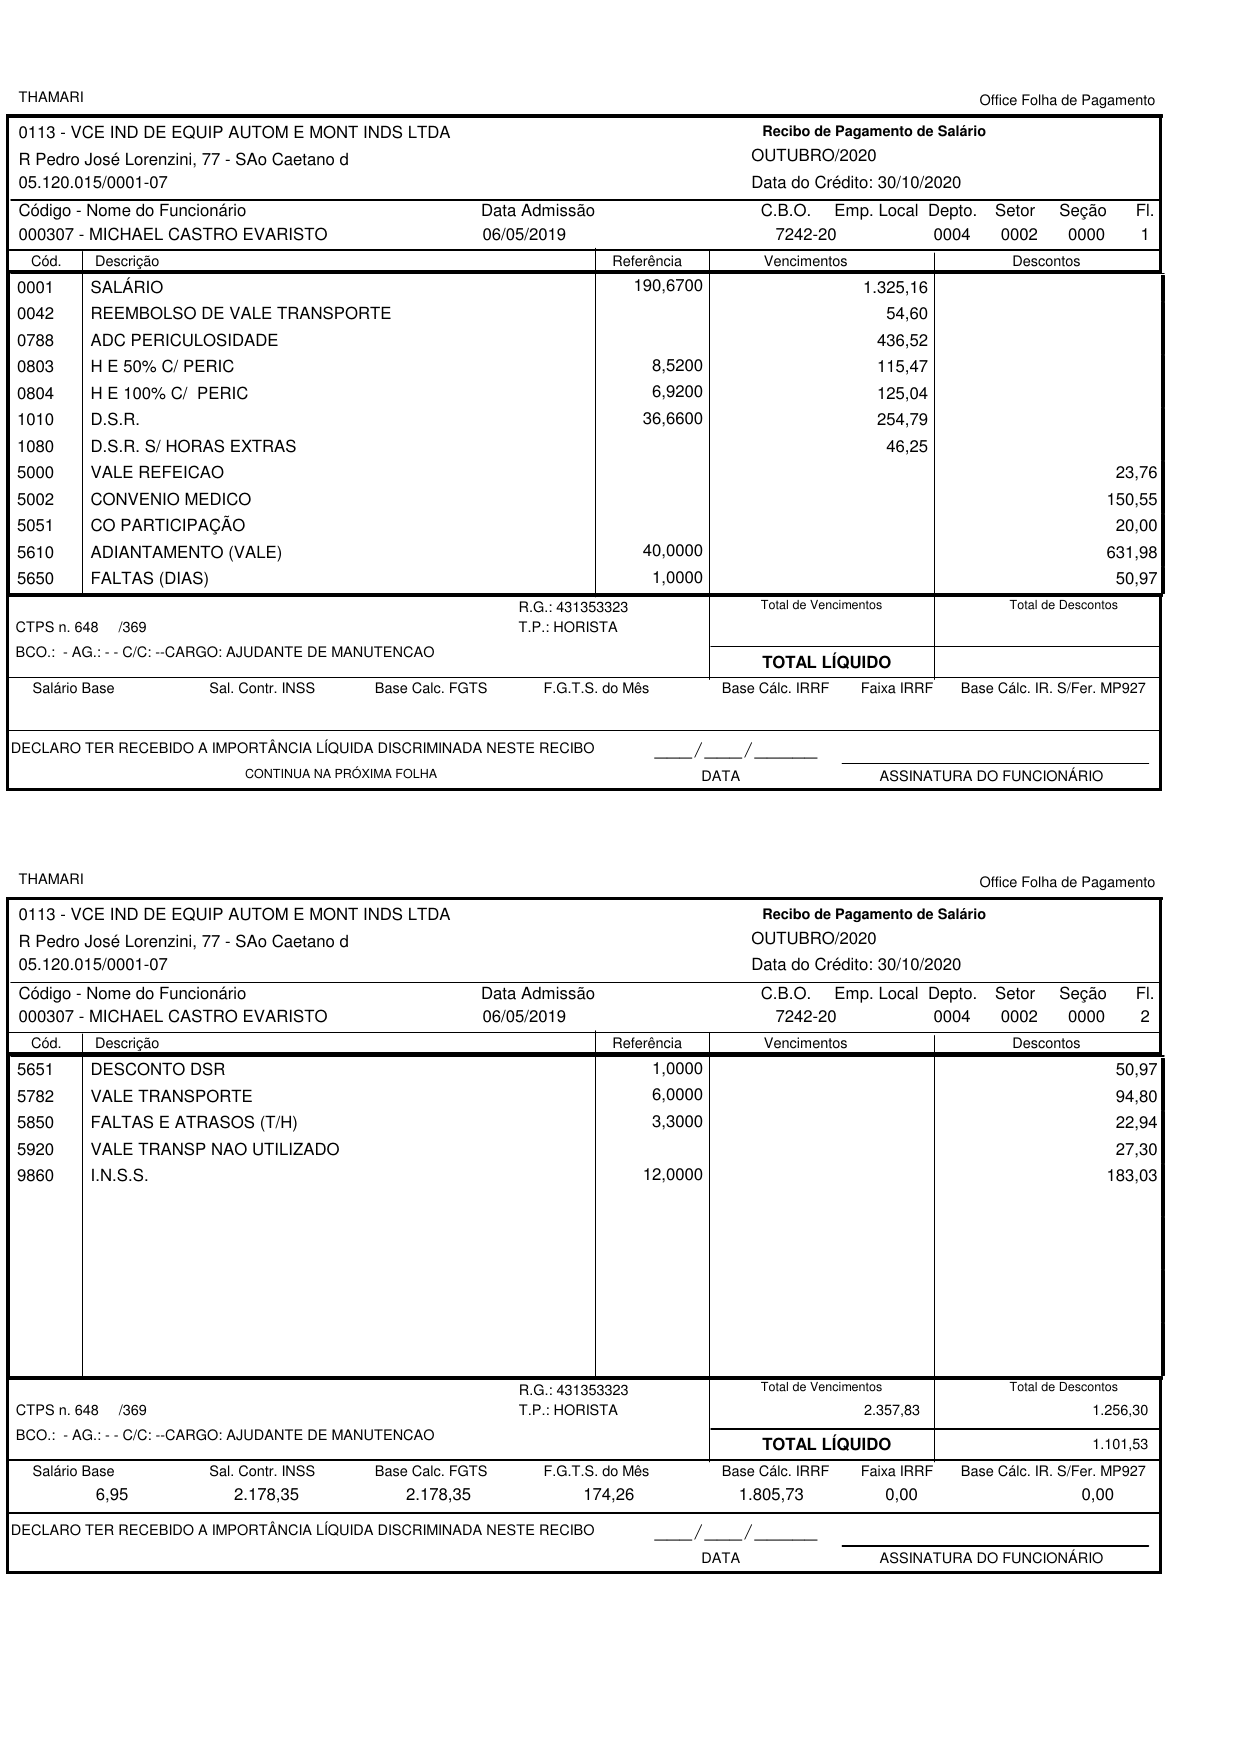 THAMARI Office Folha de Pagamento
0113 - VCE IND DE EQUIP AUTOM E MONT INDS LTDA Recibo de Pagamento de Salário
R Pedro José Lorenzini, 77 - SAo Caetano d OUTUBRO/2020
05.120.015/0001-07 Data do Crédito: 30/10/2020
Código - Nome do Funcionário Data Admissão C.B.O. Emp. Local Depto. Setor Seção Fl.
000307 - MICHAEL CASTRO EVARISTO 06/05/2019 7242-20 0004 0002 0000 1
Cód. Descrição Referência Vencimentos Descontos
0001 SALÁRIO 190,6700 1.325,16
0042 REEMBOLSO DE VALE TRANSPORTE 54,60
0788 ADC PERICULOSIDADE 436,52
0803 H E 50% C/ PERIC 8,5200 115,47
0804 H E 100% C/ PERIC 6,9200 125,04
1010 D.S.R. 36,6600 254,79
1080 D.S.R. S/ HORAS EXTRAS 46,25
5000 VALE REFEICAO 23,76
5002 CONVENIO MEDICO 150,55
5051 CO PARTICIPAÇÃO 20,00
5610 ADIANTAMENTO (VALE) 40,0000 631,98
5650 FALTAS (DIAS) 1,0000 50,97
R.G.: 431353323 Total de Vencimentos Total de Descontos
CTPS n. 648 /369 T.P.: HORISTA
BCO.: - AG.: - - C/C: --CARGO: AJUDANTE DE MANUTENCAO
TOTAL LÍQUIDO
Salário Base Sal. Contr. INSS Base Calc. FGTS F.G.T.S. do Mês Base Cálc. IRRF Faixa IRRF Base Cálc. IR. S/Fer. MP927
DECLARO TER RECEBIDO A IMPORTÂNCIA LÍQUIDA DISCRIMINADA NESTE RECIBO ____/____/_______
CONTINUA NA PRÓXIMA FOLHA DATA ASSINATURA DO FUNCIONÁRIO
THAMARI Office Folha de Pagamento
0113 - VCE IND DE EQUIP AUTOM E MONT INDS LTDA Recibo de Pagamento de Salário
R Pedro José Lorenzini, 77 - SAo Caetano d OUTUBRO/2020
05.120.015/0001-07 Data do Crédito: 30/10/2020
Código - Nome do Funcionário Data Admissão C.B.O. Emp. Local Depto. Setor Seção Fl.
000307 - MICHAEL CASTRO EVARISTO 06/05/2019 7242-20 0004 0002 0000 2
Cód. Descrição Referência Vencimentos Descontos
5651 DESCONTO DSR 1,0000 50,97
5782 VALE TRANSPORTE 6,0000 94,80
5850 FALTAS E ATRASOS (T/H) 3,3000 22,94
5920 VALE TRANSP NAO UTILIZADO 27,30
9860 I.N.S.S. 12,0000 183,03
R.G.: 431353323 Total de Vencimentos Total de Descontos
CTPS n. 648 /369 T.P.: HORISTA 2.357,83 1.256,30
BCO.: - AG.: - - C/C: --CARGO: AJUDANTE DE MANUTENCAO
TOTAL LÍQUIDO 1.101,53
Salário Base Sal. Contr. INSS Base Calc. FGTS F.G.T.S. do Mês Base Cálc. IRRF Faixa IRRF Base Cálc. IR. S/Fer. MP927
6,95 2.178,35 2.178,35 174,26 1.805,73 0,00 0,00
DECLARO TER RECEBIDO A IMPORTÂNCIA LÍQUIDA DISCRIMINADA NESTE RECIBO ____/____/_______
DATA ASSINATURA DO FUNCIONÁRIO